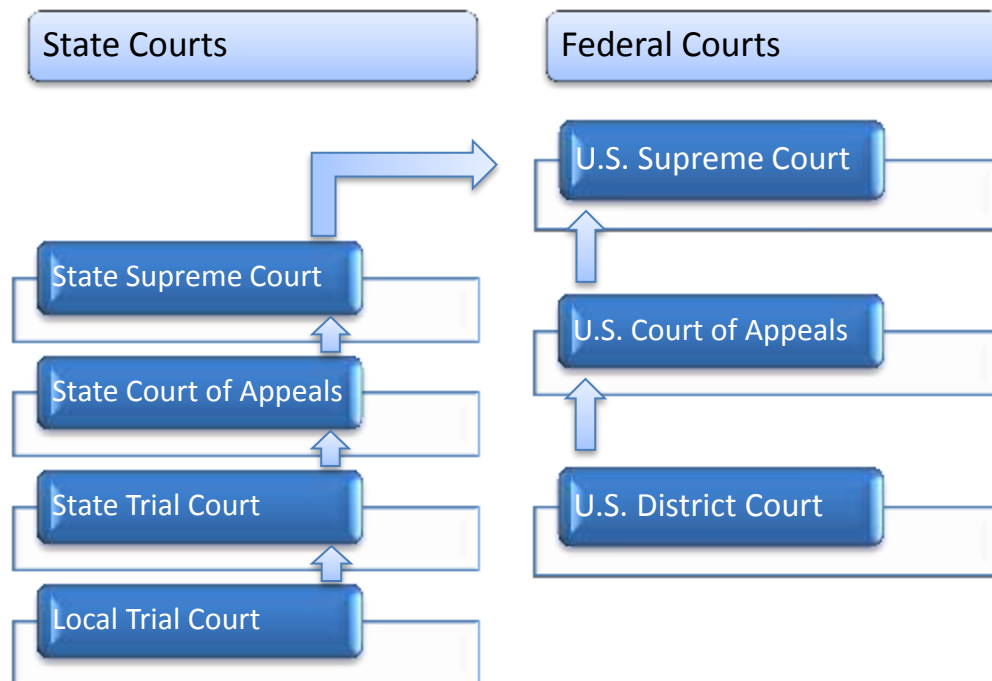 State Courts
Federal Courts
U.S. Supreme Court
State Supreme Court
U.S. Court of Appeals
State Court of Appeals
State Trial Court
U.S. District Court
Local Trial Court